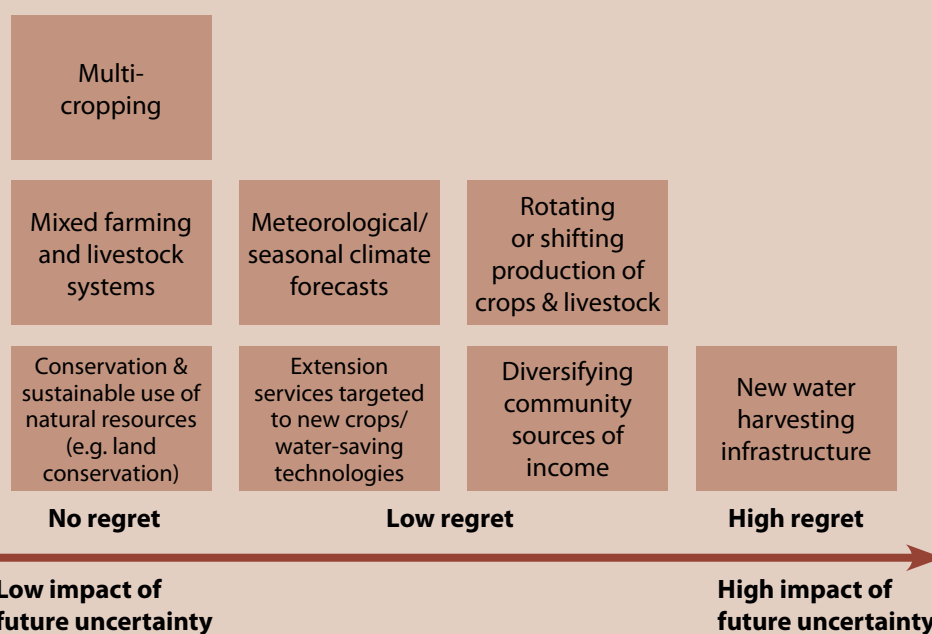 Multi-
cropping
Mixed farming
and livestock
systems
Meteorological/
seasonal climate
forecasts
Rotating
or shifting
production of
crops & livestock
Conservation &
sustainable use of
natural resources
(e.g. land
conservation)
Extension
services targeted
to new crops/
water-saving
technologies
Diversifying
community
sources of
income
New water
harvesting
infrastructure
No regret
Low regret
High regret
Low impact of
future uncertainty
High impact of
future uncertainty